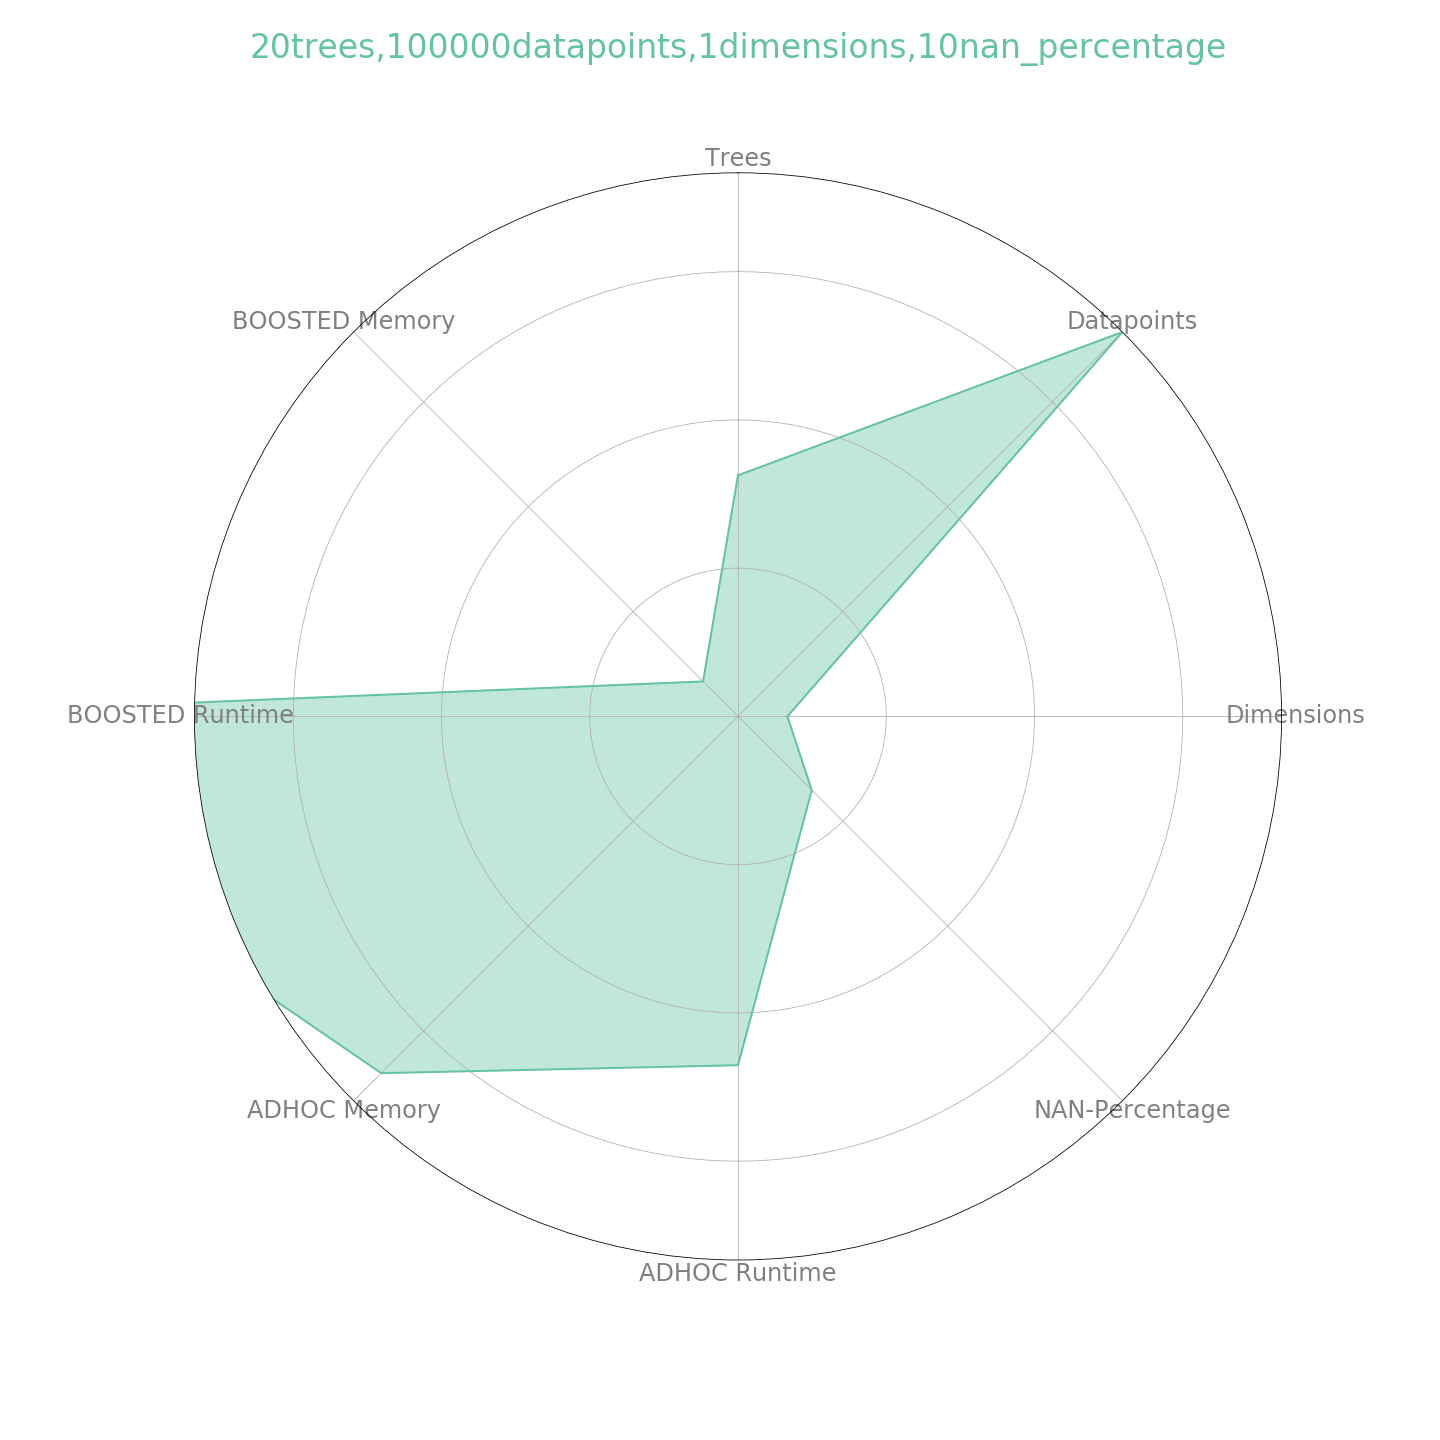 20trees,100000datapoints,1dimensions,10nan_percentage
Trees
BOOSTED Memory
Datapoints
BOOSTED Runtime
Dimensions
ADHOC Memory
NAN-Percentage
ADHOC Runtime